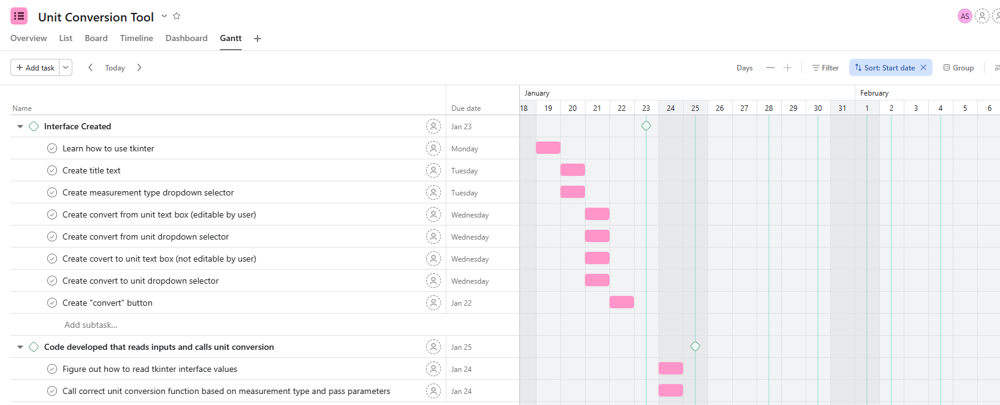 Unit Conversion Tool
AS
Overview List Board Timeline Dashboard Gantt
Add task Today Days Filter Sort: Start date Group
January February
Name Due date 18 19 20 21 22 23 24 25 26 27 28 29 30 31 1 2 3 4 5 6
Interface Created Jan 23
Learn how to use tkinter Monday
Create title text Tuesday
Create measurement type dropdown selector Tuesday
Create convert from unit text box (editable by user) Wednesday
Create convert from unit dropdown selector Wednesday
Create covert to unit text box (not editable by user) Wednesday
Create convert to unit dropdown selector Wednesday
Create "convert" button Jan 22
Add subtask...
Code developed that reads inputs and calls unit conversion Jan 25
Figure out how to read tkinter interface values Jan 24
Call correct unit conversion function based on measurement type and pass parameters Jan 24